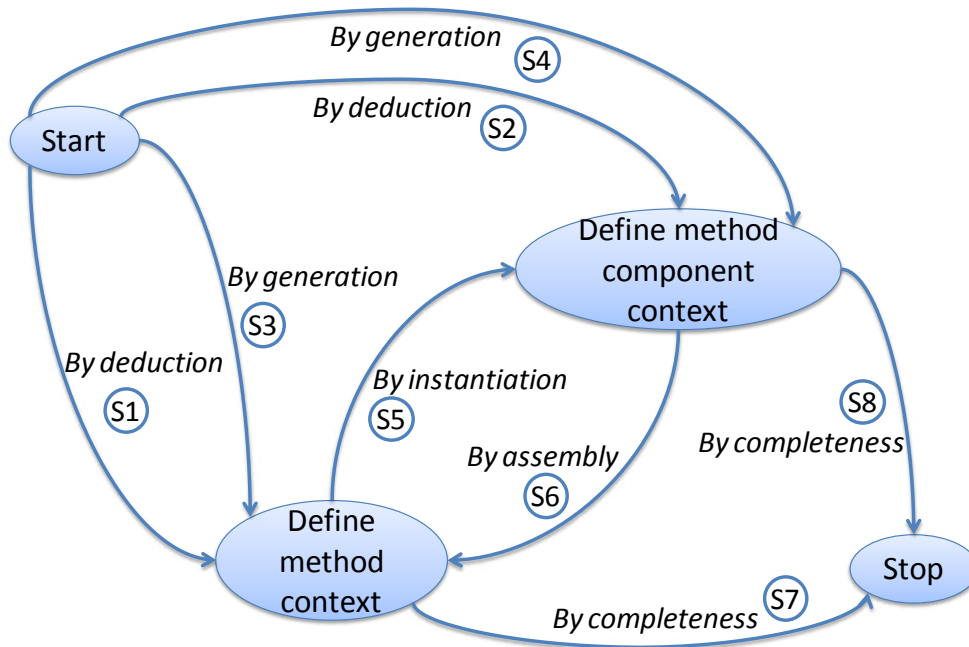 By generation
S4
By deduction
S2
Start
Define method
component
context
By generation
S3
By deduction
S1
By instantiation
S5
S8
By completeness
By assembly
S6
Define
method
context
Stop
S7
By completeness